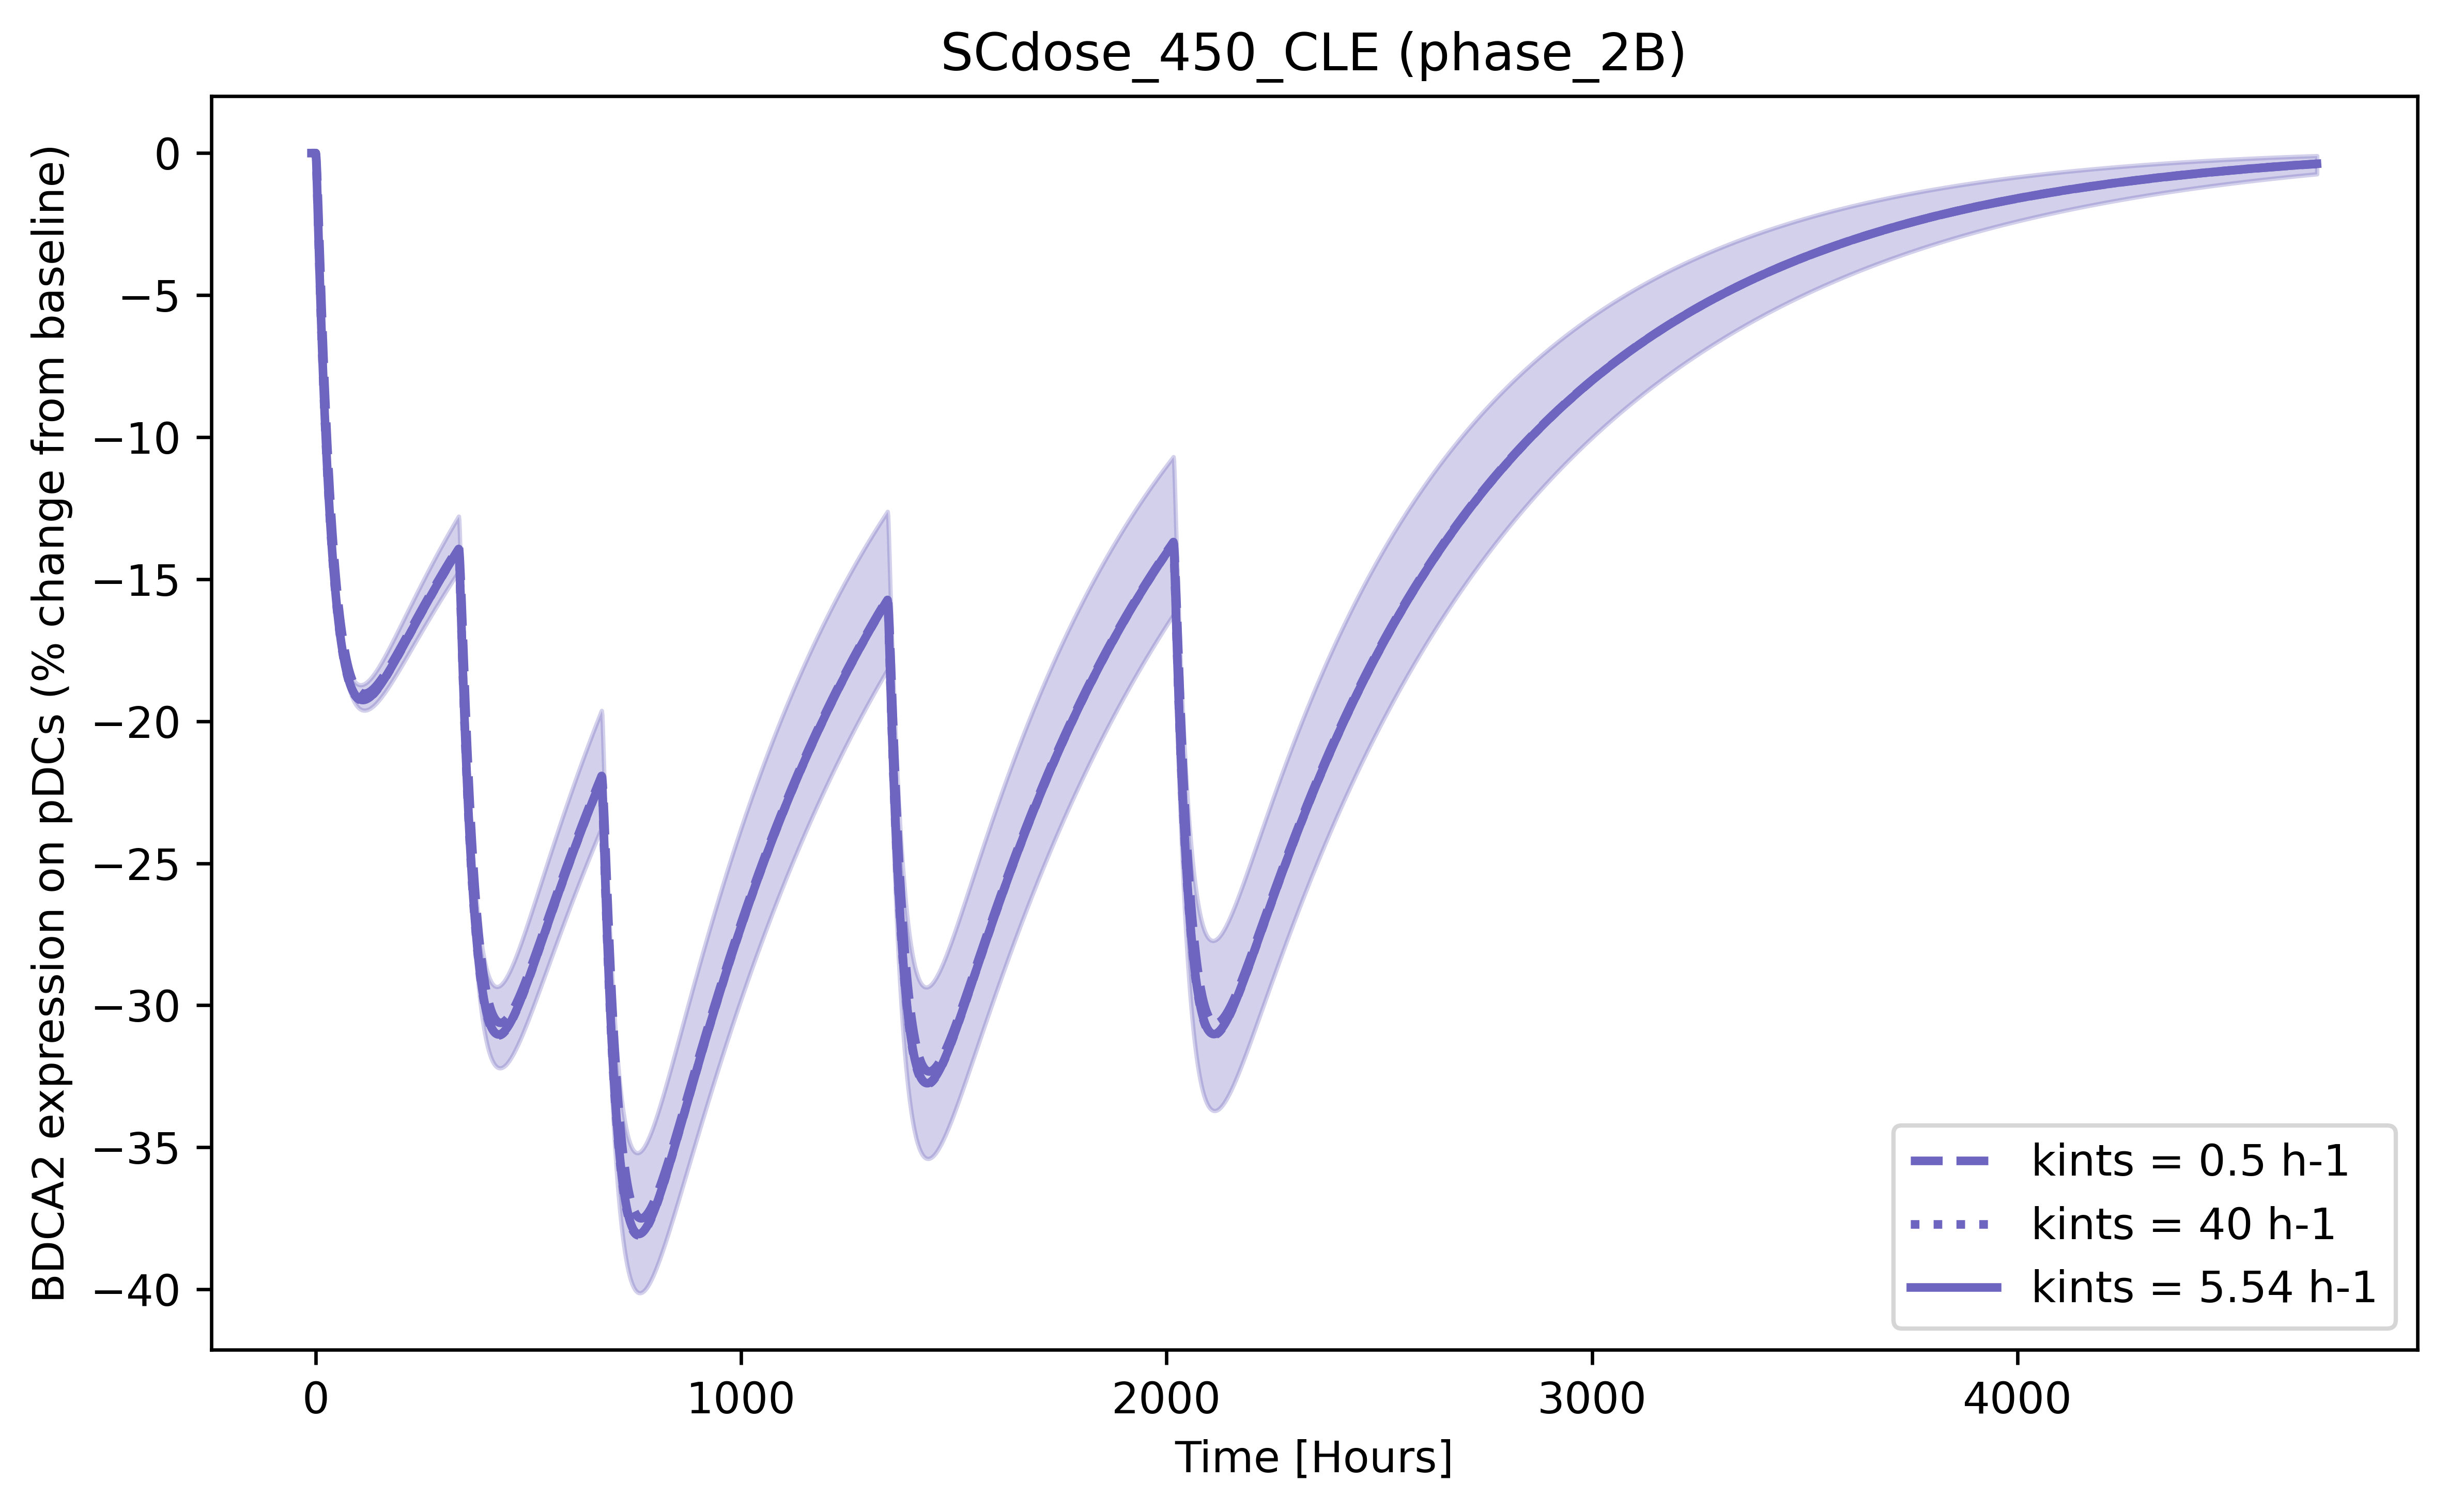 SCdose_450_CLE (phase_2B)
BDCA2 expression on pDCs (% change from baseline)
0
−5
−10
−15
−20
−25
−30
−35
−40
kints = 0.5 h-1
kints = 40 h-1
kints = 5.54 h-1
0 1000 2000 3000 4000
Time [Hours]